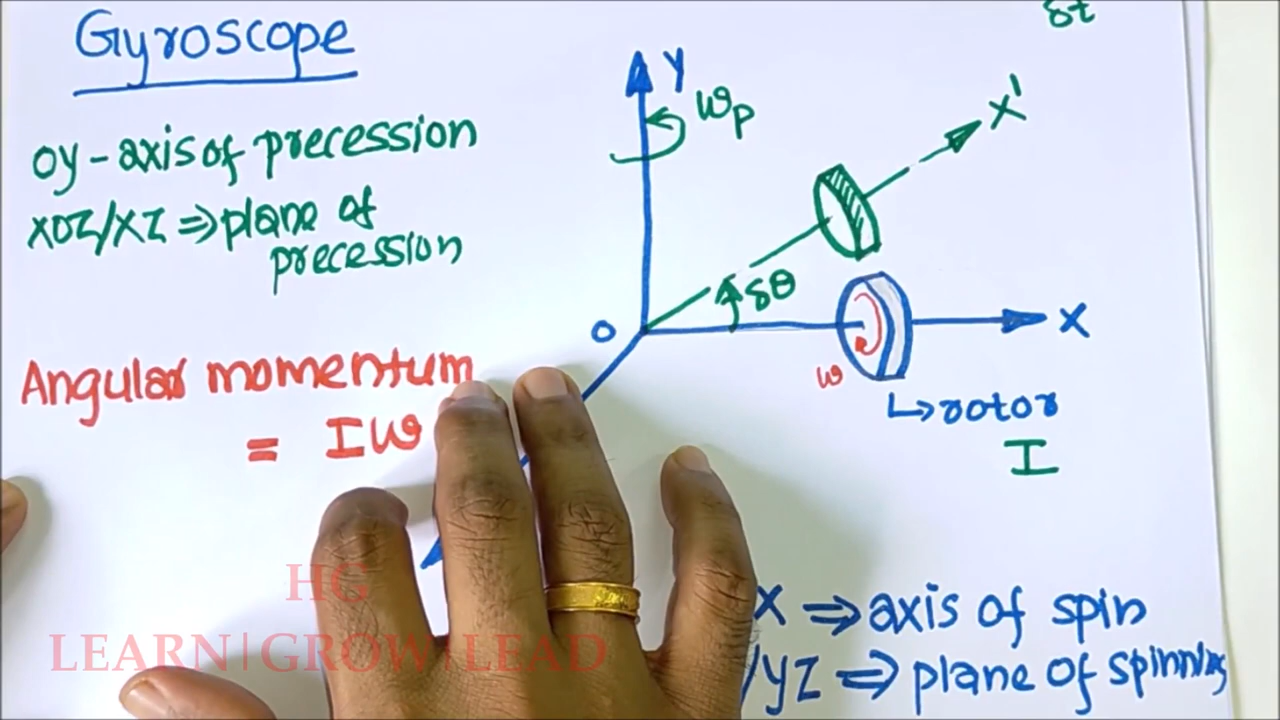 Gyroscope
δt
oy - axis of precession
XOZ/XZ ⇒ plane of
precession
Y
ωp
X'
δθ
O
X
ω
↳ rotor
I
Angular momentum
= Iω
X ⇒ axis of spin
/YZ ⇒ plane of spinning
HG
LEARN|GROW|LEAD